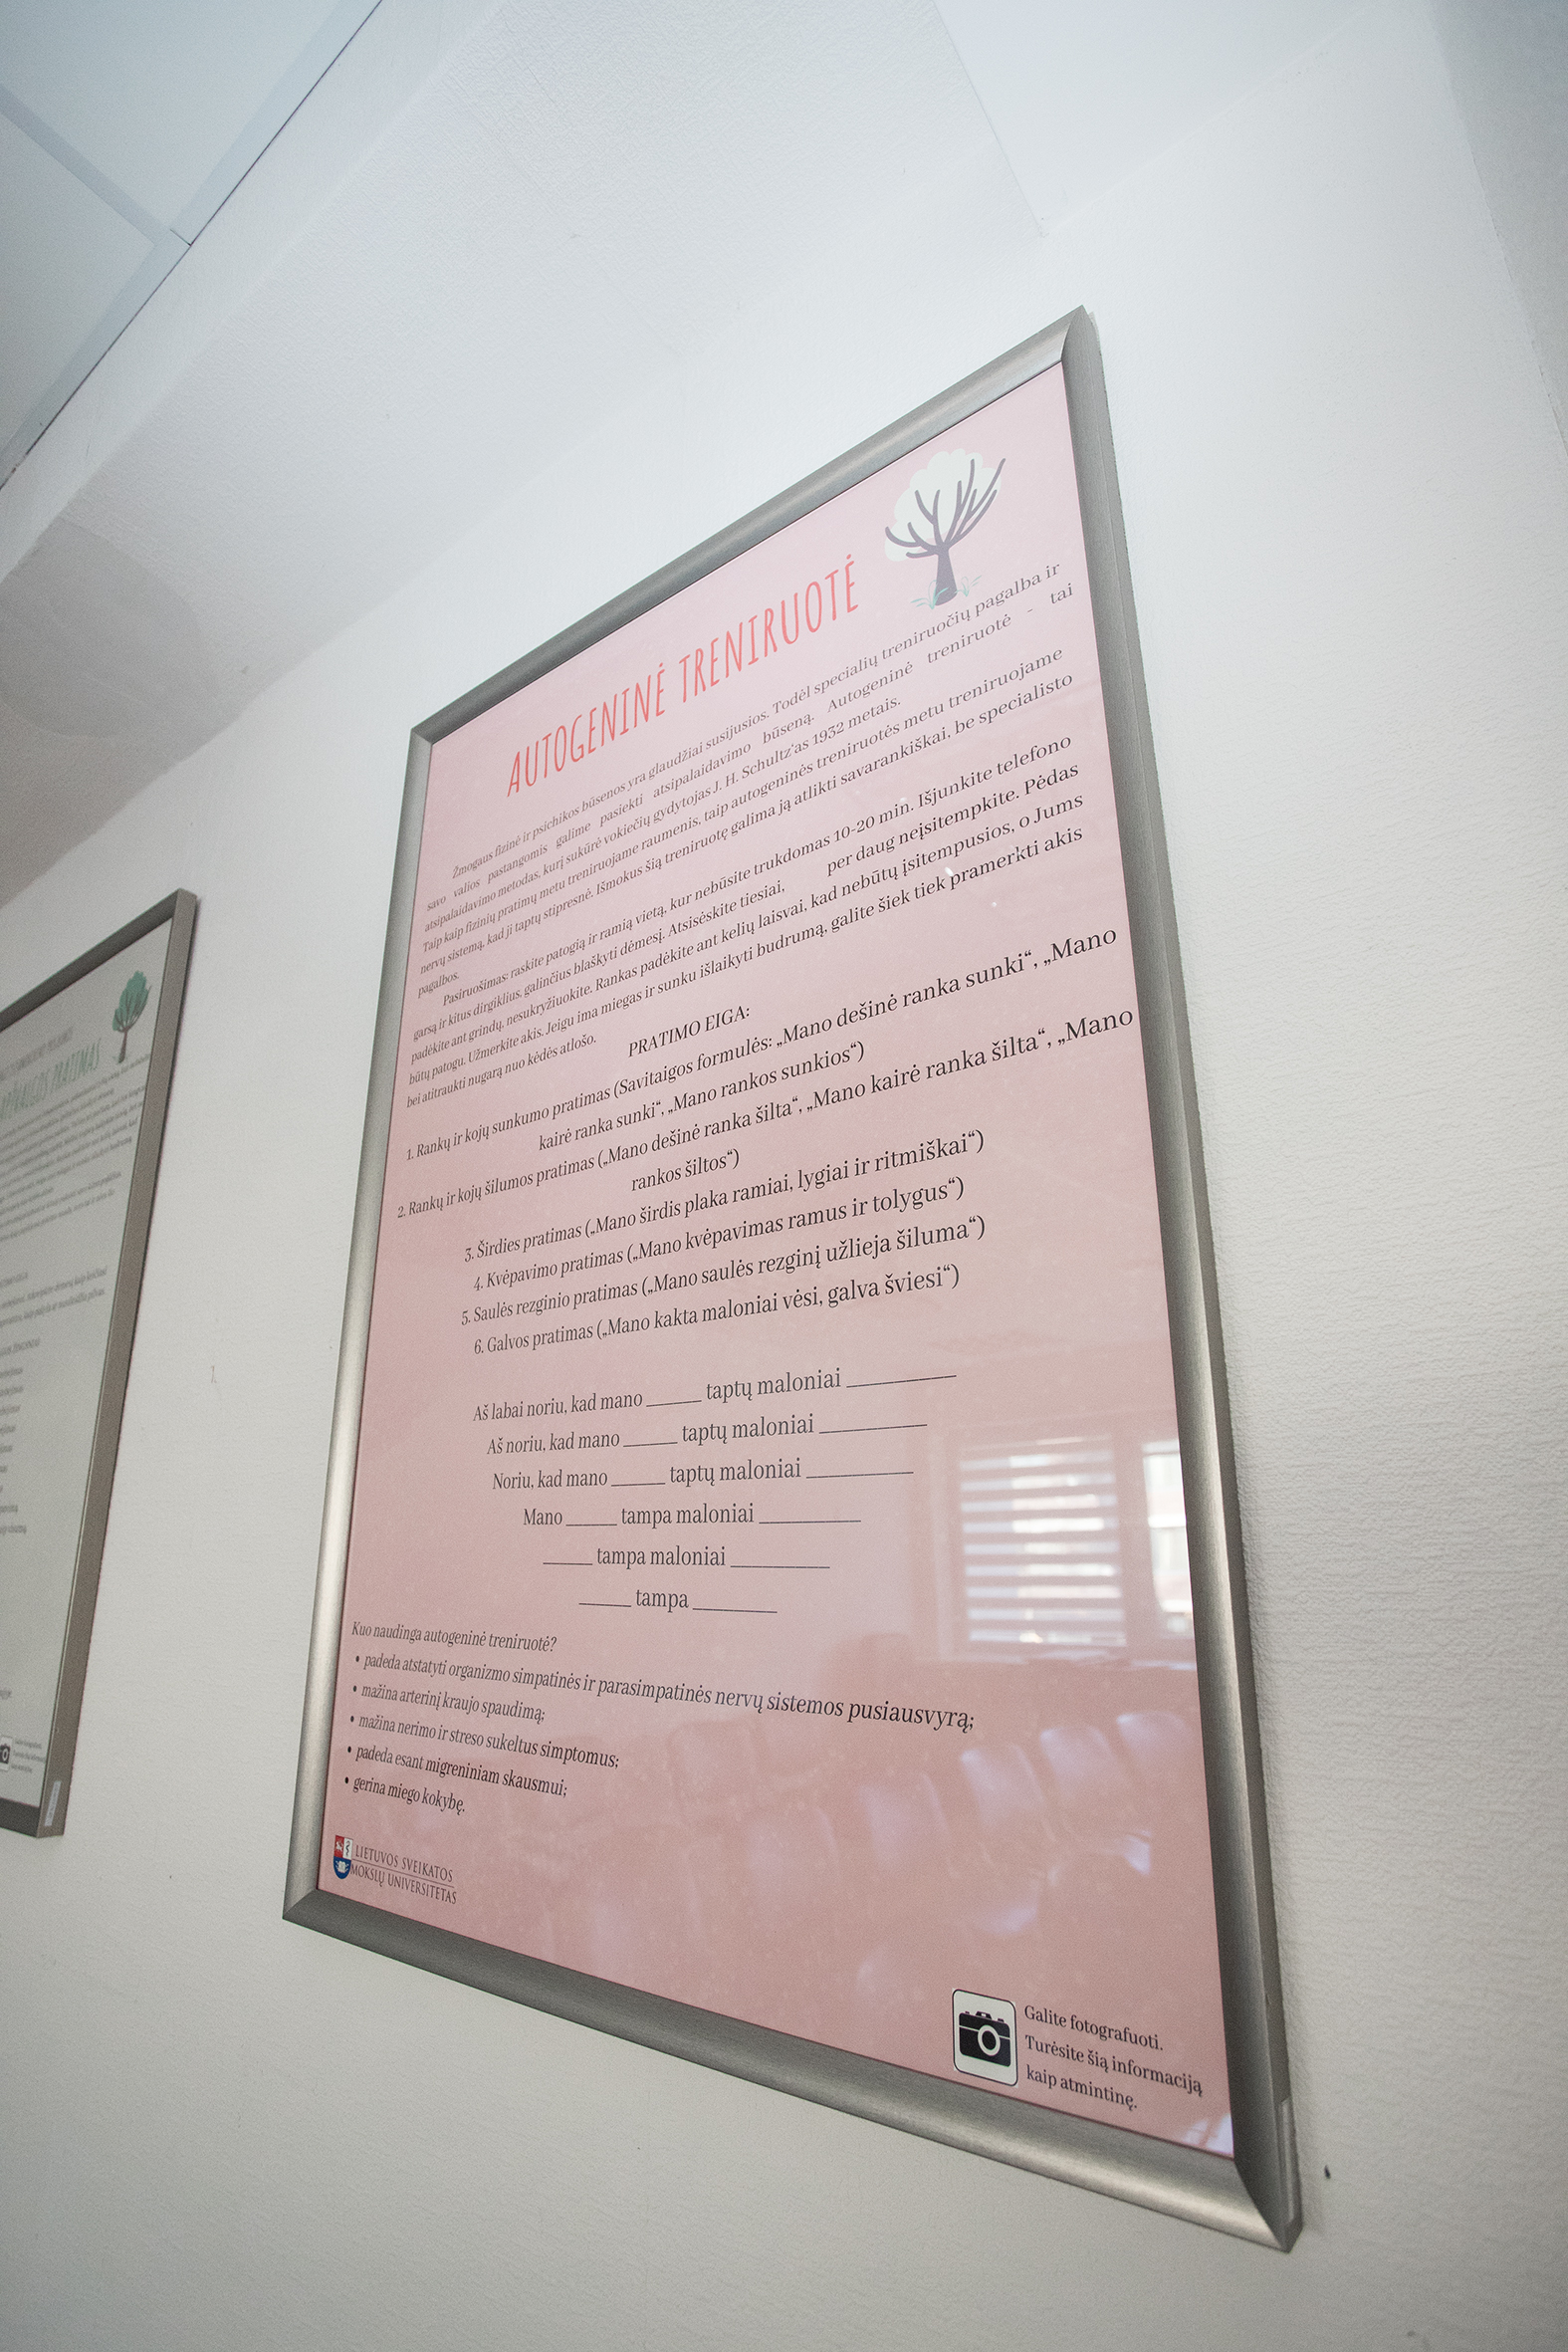 AUTOGENINĖ TRENIRUOTĖ
Žmogaus fizinė ir psichikos būsenos yra glaudžiai susijusios. Todėl specialių treniruočių pagalba ir
savo valios pastangomis galime pasiekti atsipalaidavimo būseną. Autogeninė treniruotė - tai
atsipalaidavimo metodas, kurį sukūrė vokiečių gydytojas J. H. Schultz'as 1932 metais.
Taip kaip fizinių pratimų metu treniruojame raumenis, taip autogeninės treniruotės metu treniruojame
nervų sistemą, kad ji taptų stipresnė. Išmokus šią treniruotę galima ją atlikti savarankiškai, be specialisto
pagalbos.
Pasiruošimas: raskite patogią ir ramią vietą, kur nebūsite trukdomas 10-20 min. Išjunkite telefono
garsą ir kitus dirgiklius, galinčius blaškyti dėmesį. Atsisėskite tiesiai, per daug neįsitempkite. Pėdas
padėkite ant grindų, nesukryžiuokite. Rankas padėkite ant kelių laisvai, kad nebūtų įsitempusios, o Jums
būtų patogu. Užmerkite akis. Jeigu ima miegas ir sunku išlaikyti budrumą, galite šiek tiek pramerkti akis
bei atitraukti nugarą nuo kėdės atlošo.
PRATIMO EIGA:
1. Rankų ir kojų sunkumo pratimas (Savitaigos formulės: „Mano dešinė ranka sunki“, „Mano
kairė ranka sunki“, „Mano rankos sunkios“)
2. Rankų ir kojų šilumos pratimas („Mano dešinė ranka šilta“, „Mano kairė ranka šilta“, „Mano
rankos šiltos“)
3. Širdies pratimas („Mano širdis plaka ramiai, lygiai ir ritmiškai“)
4. Kvėpavimo pratimas („Mano kvėpavimas ramus ir tolygus“)
5. Saulės rezginio pratimas („Mano saulės rezginį užlieja šiluma“)
6. Galvos pratimas („Mano kakta maloniai vėsi, galva šviesi“)
Aš labai noriu, kad mano ______ taptų maloniai ____________
Aš noriu, kad mano ______ taptų maloniai ____________
Noriu, kad mano ______ taptų maloniai ____________
Mano ______ tampa maloniai ____________
______ tampa maloniai ____________
______ tampa __________
Kuo naudinga autogeninė treniruotė?
• padeda atstatyti organizmo simpatinės ir parasimpatinės nervų sistemos pusiausvyrą;
• mažina arterinį kraujo spaudimą;
• mažina nerimo ir streso sukeltus simptomus;
• padeda esant migreniniam skausmui;
• gerina miego kokybę.
LIETUVOS SVEIKATOS
MOKSLŲ UNIVERSITETAS
Galite fotografuoti.
Turėsite šią informaciją
kaip atmintinę.
PRATIMAS